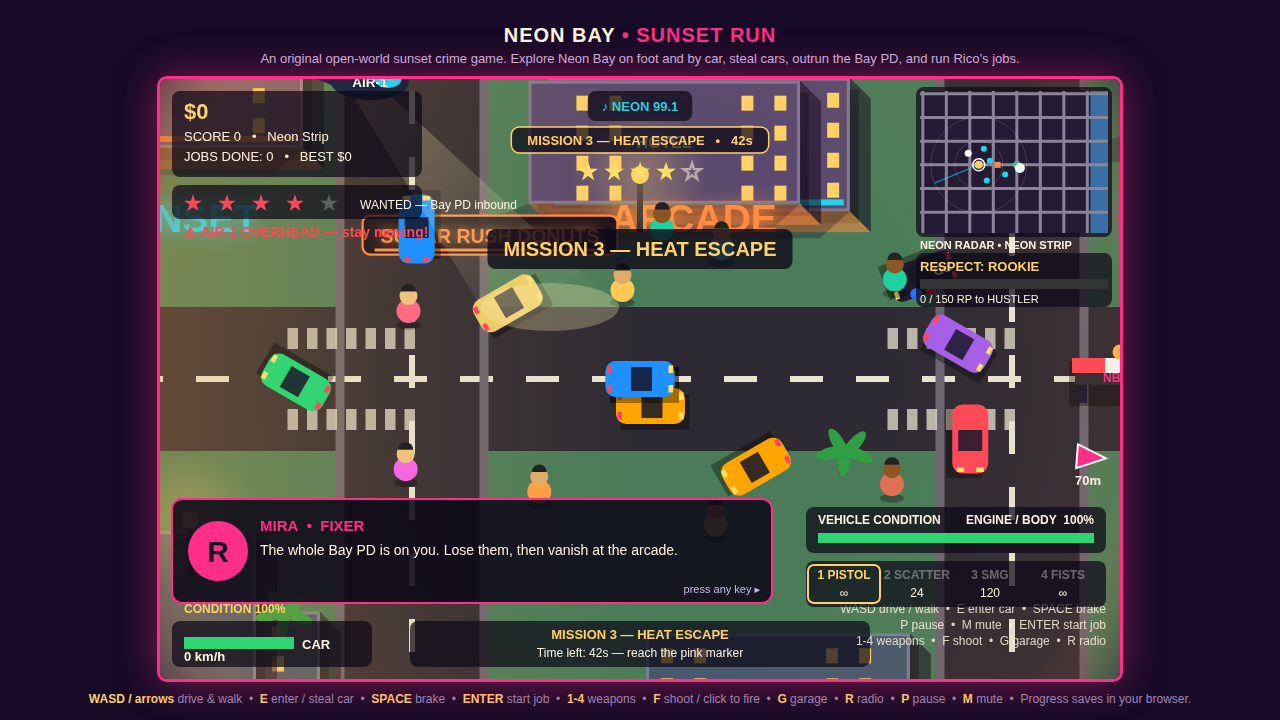 NEON BAY • SUNSET RUN
An original open-world sunset crime game. Explore Neon Bay on foot and by car, steal cars, outrun the Bay PD, and run Rico's jobs.
AIR-1
$0
SCORE 0 • Neon Strip
JOBS DONE: 0 • BEST $0
♪ NEON 99.1
MISSION 3 — HEAT ESCAPE • 42s
★ ★ ★ ★ ☆
★ ★ ★ ★ ★
WANTED — Bay PD inbound
NSET
ARCADE
▲ AIR-1 OVERHEAD — stay moving!
R RUSH DONUTS
MISSION 3 — HEAT ESCAPE
NEON RADAR • NEON STRIP
RESPECT: ROOKIE
0 / 150 RP to HUSTLER
NB
70m
R
MIRA • FIXER
The whole Bay PD is on you. Lose them, then vanish at the arcade.
press any key ▸
VEHICLE CONDITION ENGINE / BODY 100%
1 PISTOL 2 SCATTER 3 SMG 4 FISTS
∞ 24 120 ∞
WASD drive / walk • E enter car • SPACE brake
P pause • M mute • ENTER start job
1-4 weapons • F shoot • G garage • R radio
CONDITION 100%
CAR
0 km/h
MISSION 3 — HEAT ESCAPE
Time left: 42s — reach the pink marker
WASD / arrows drive & walk • E enter / steal car • SPACE brake • ENTER start job • 1-4 weapons • F shoot / click to fire • G garage • R radio • P pause • M mute • Progress saves in your browser.